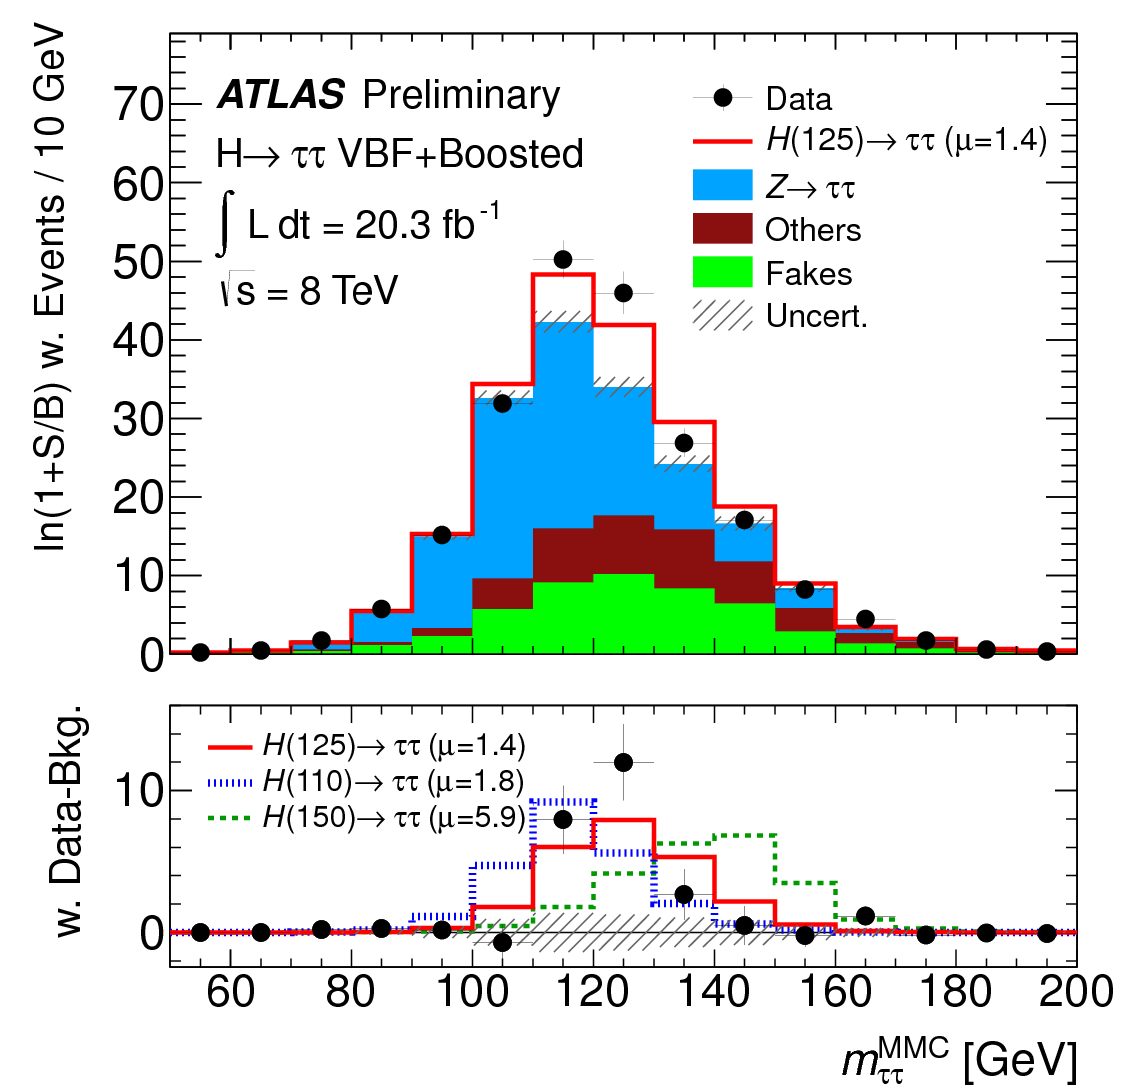 ln(1+S/B) w. Events / 10 GeV
70
60
50
40
30
20
10
0
ATLAS Preliminary
H→ ττ VBF+Boosted
∫ L dt = 20.3 fb⁻¹
√s = 8 TeV
Data
H(125)→ ττ (μ=1.4)
Z→ ττ
Others
Fakes
Uncert.
w. Data-Bkg.
10
0
H(125)→ ττ (μ=1.4)
H(110)→ ττ (μ=1.8)
H(150)→ ττ (μ=5.9)
60 80 100 120 140 160 180 200
m_ττ^MMC [GeV]